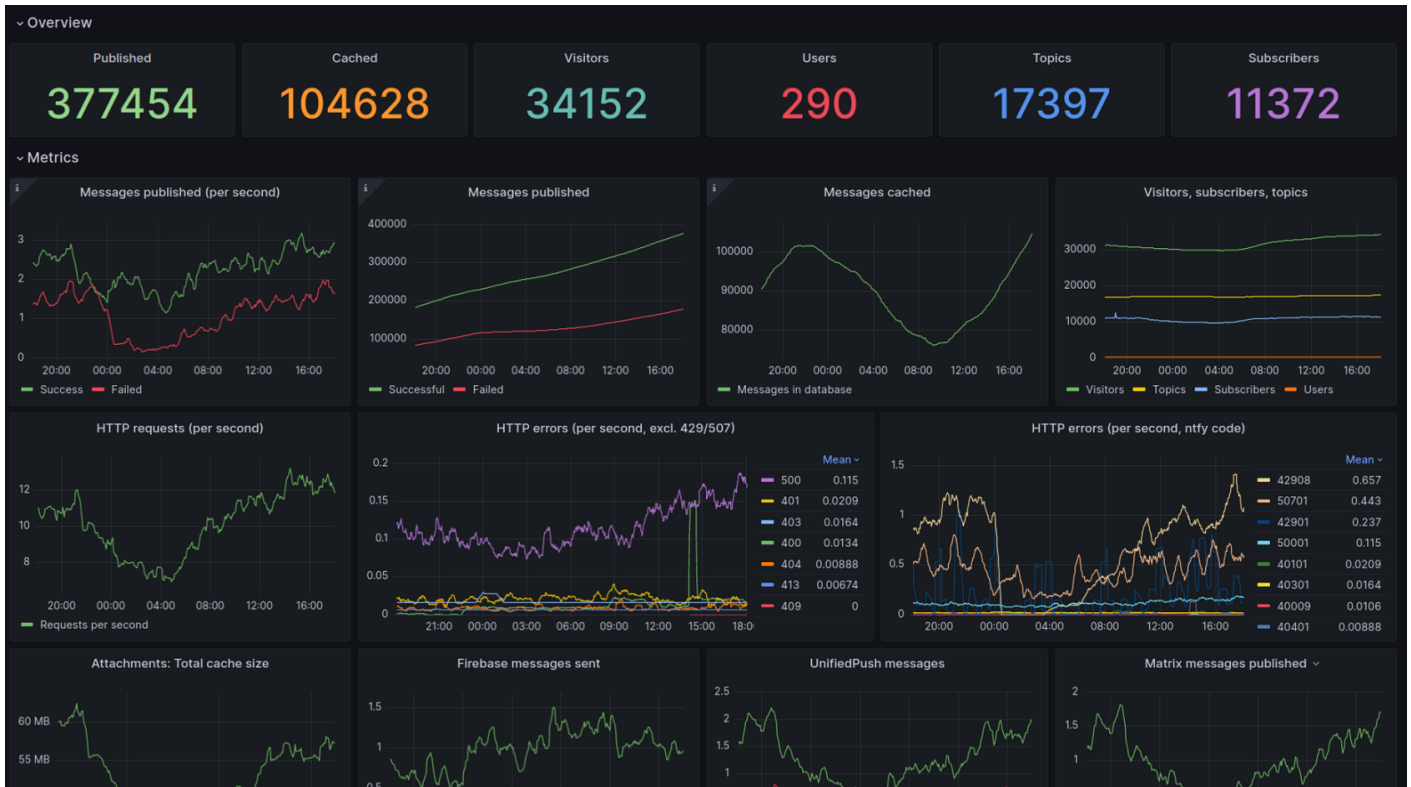 Overview
Published Cached Visitors Users Topics Subscribers
377454 104628 34152 290 17397 11372
Metrics
Messages published (per second)
3
2
1
0
20:00 00:00 04:00 08:00 12:00 16:00
Success Failed
Messages published
400000
300000
200000
100000
20:00 00:00 04:00 08:00 12:00 16:00
Successful Failed
Messages cached
100000
90000
80000
20:00 00:00 04:00 08:00 12:00 16:00
Messages in database
Visitors, subscribers, topics
30000
20000
10000
0
20:00 00:00 04:00 08:00 12:00 16:00
Visitors Topics Subscribers Users
HTTP requests (per second)
12
10
8
20:00 00:00 04:00 08:00 12:00 16:00
Requests per second
HTTP errors (per second, excl. 429/507)
0.2
0.15
0.1
0.05
0
21:00 00:00 03:00 06:00 09:00 12:00 15:00 18:0
Mean
500 0.115
401 0.0209
403 0.0164
400 0.0134
404 0.00888
413 0.00674
409 0
HTTP errors (per second, ntfy code)
1.5
1
0.5
0
20:00 00:00 04:00 08:00 12:00 16:00
Mean
42908 0.657
50701 0.443
42901 0.237
50001 0.115
40101 0.0209
40301 0.0164
40009 0.0106
40401 0.00888
Attachments: Total cache size
60 MB
55 MB
Firebase messages sent
1.5
1
0.5
UnifiedPush messages
2.5
2
1.5
1
Matrix messages published
2
1.5
1